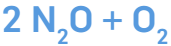 2 N₂O + O₂